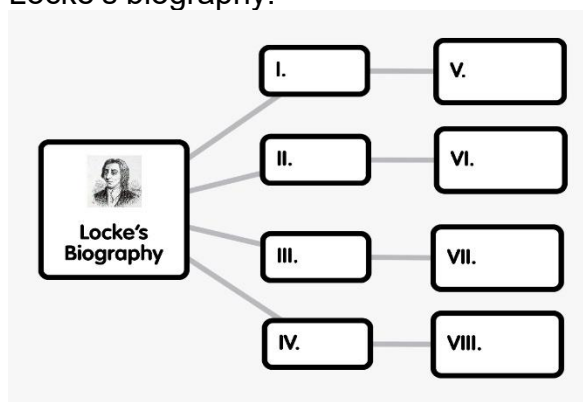 Locke's biography.
I.
V.
II.
VI.
Locke's
Biography
III.
VII.
IV.
VIII.